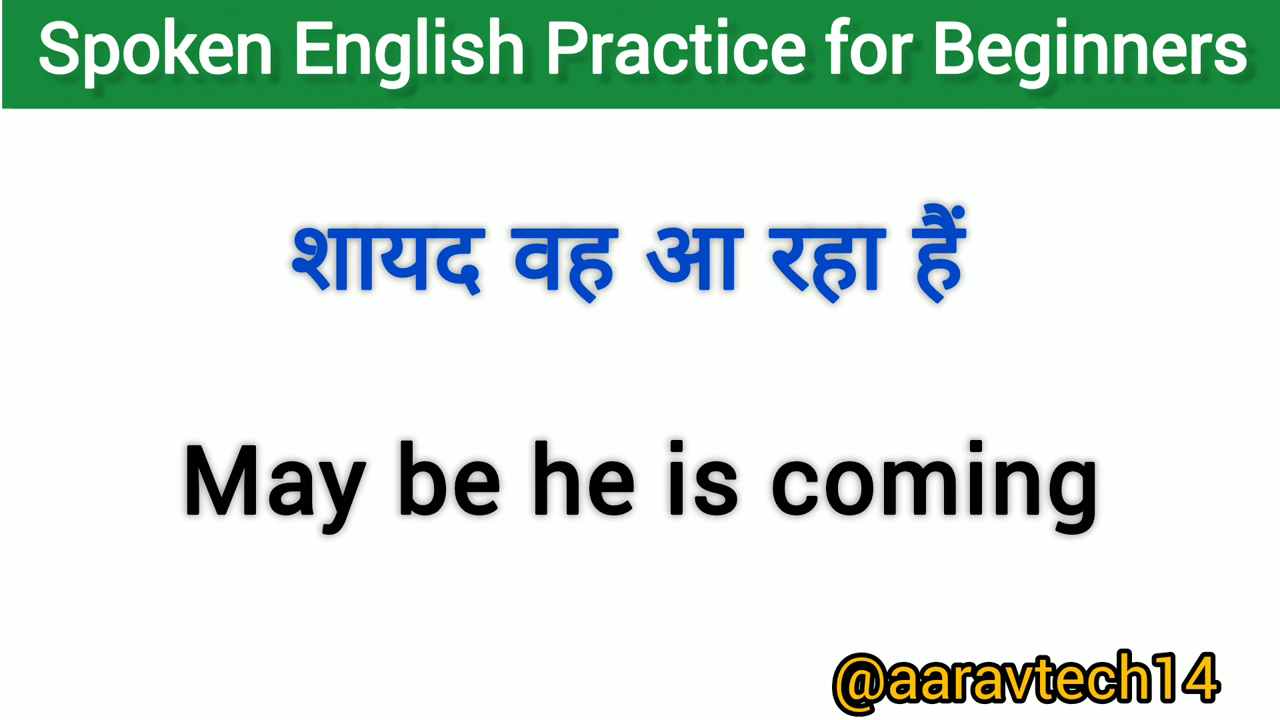 Spoken English Practice for Beginners
शायद वह आ रहा हैं
May be he is coming
@aaravtech14